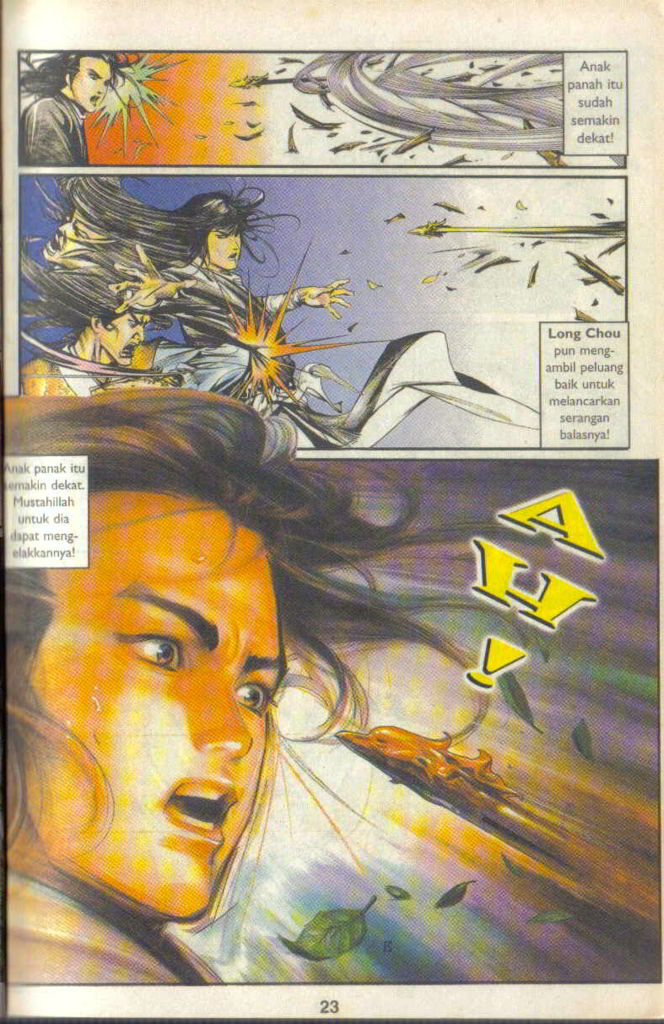 Anak
panah itu
sudah
semakin
dekat!
Long Chou
pun meng-
ambil peluang
baik untuk
melancarkan
serangan
balasnya!
Anak panak itu
semakin dekat.
Mustahillah
untuk dia
dapat meng-
elakkannya!
AH!
23